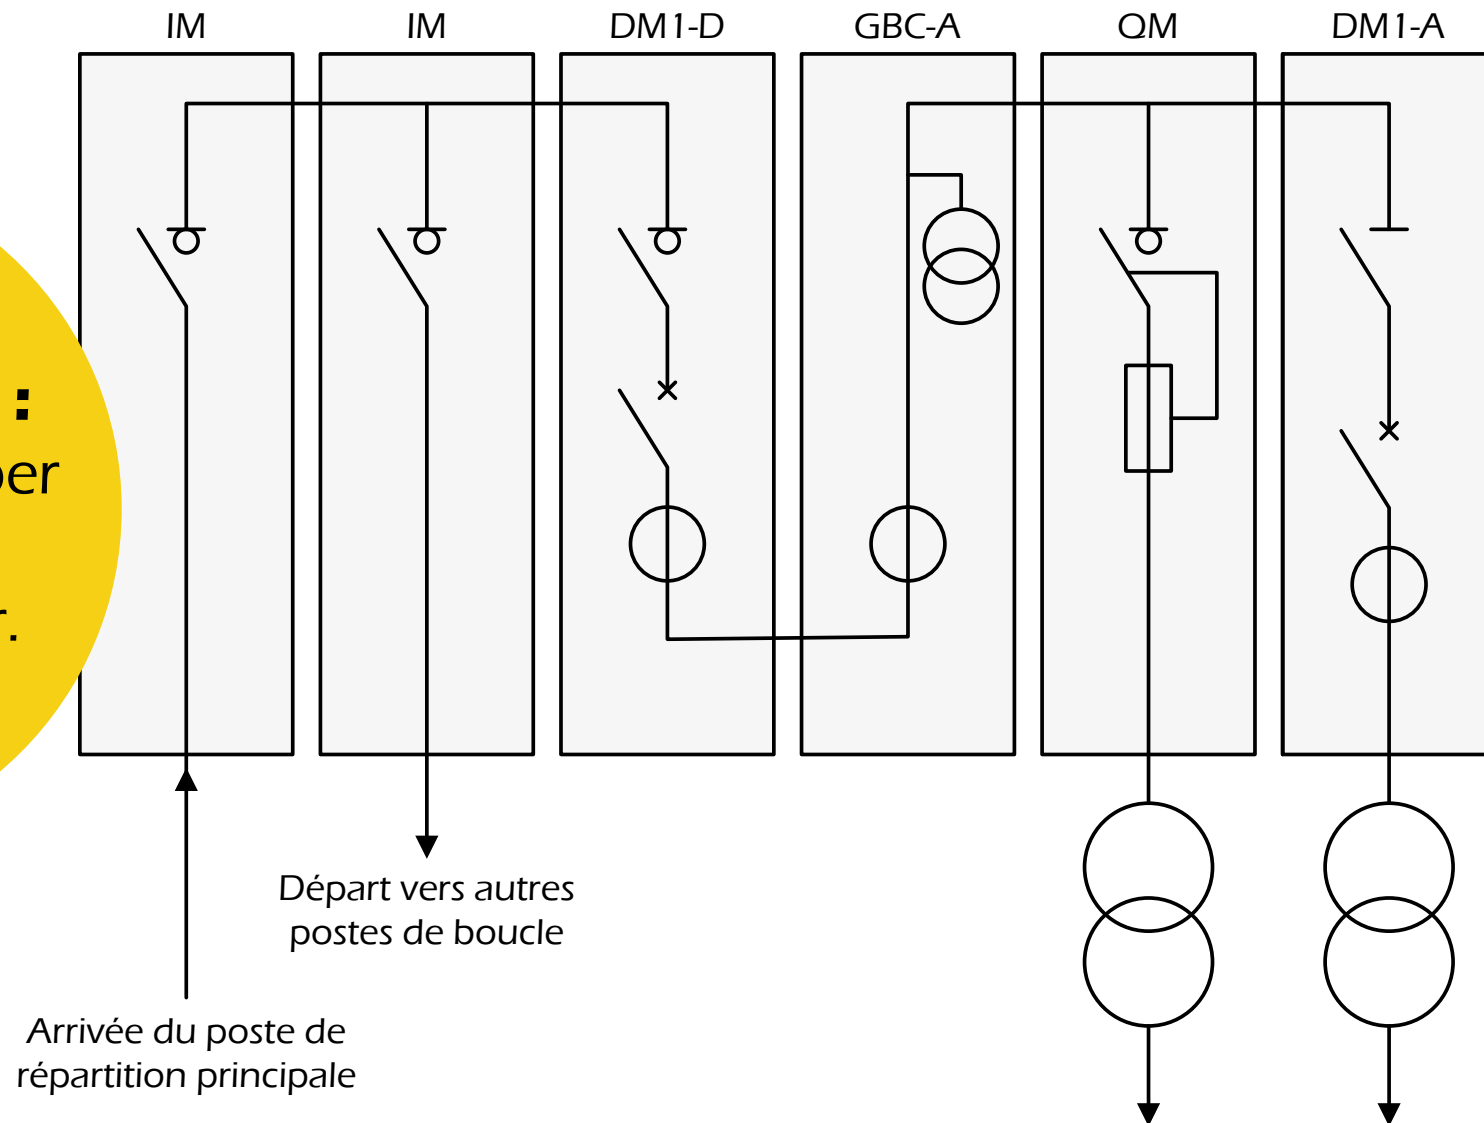 IM
IM
DM1-D
GBC-A
QM
DM1-A
:
r.
Départ vers autres
postes de boucle
Arrivée du poste de
répartition principale